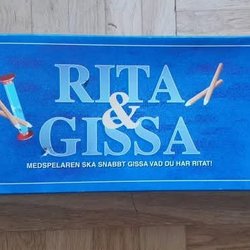 RITA
&
GISSA
MEDSPELAREN SKA SNABBT GISSA VAD DU HAR RITAT!